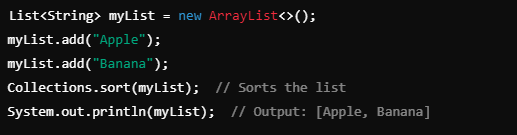 List<String> myList = new ArrayList<>();
myList.add("Apple");
myList.add("Banana");
Collections.sort(myList);  // Sorts the list
System.out.println(myList);  // Output: [Apple, Banana]